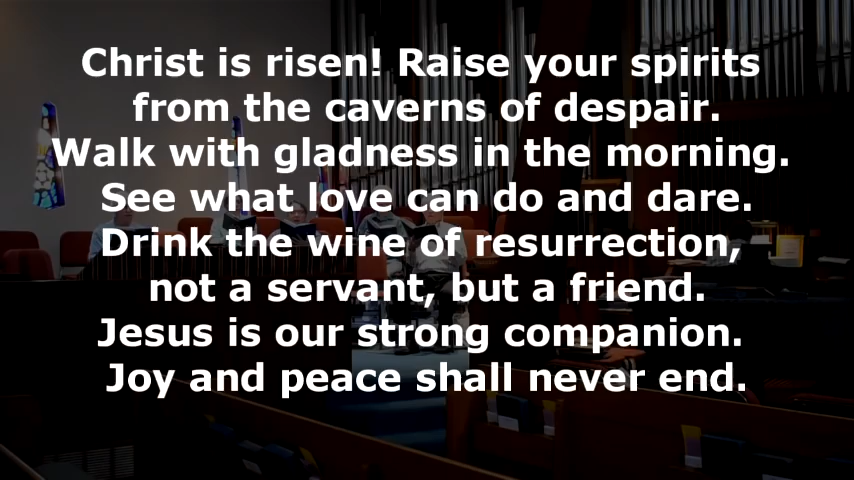 Christ is risen! Raise your spirits
from the caverns of despair.
Walk with gladness in the morning.
See what love can do and dare.
Drink the wine of resurrection,
not a servant, but a friend.
Jesus is our strong companion.
Joy and peace shall never end.